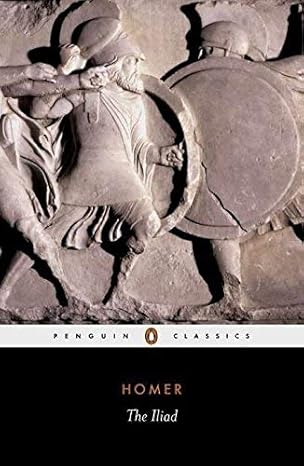 PENGUIN CLASSICS
HOMER
The Iliad